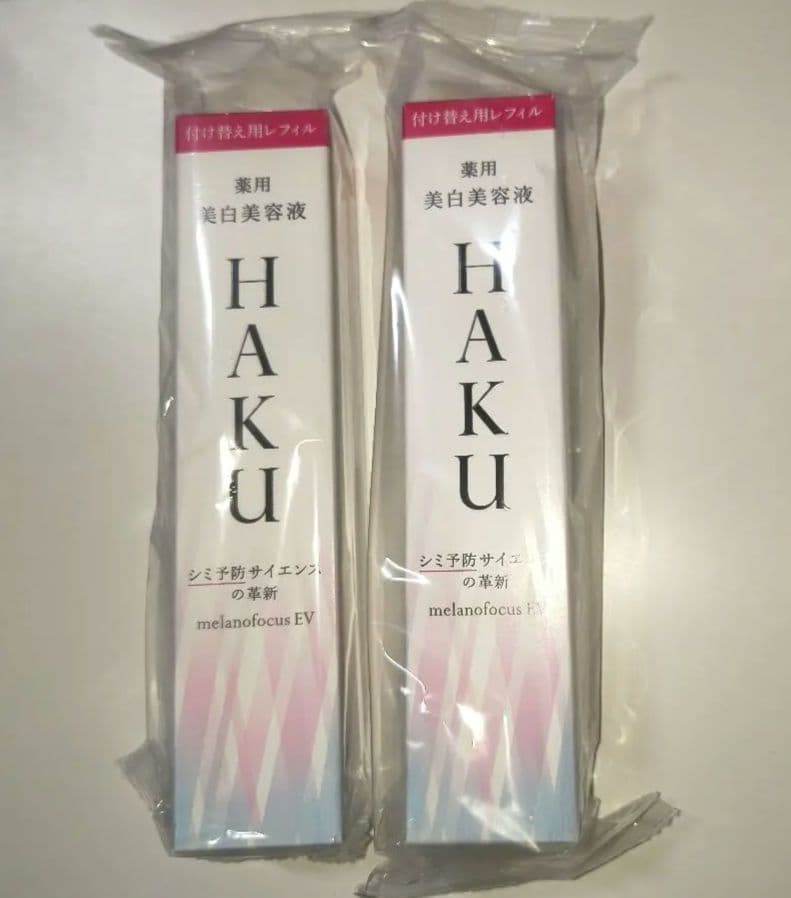 付け替え用レフィル
薬用
美白美容液
HAKU
シミ予防サイエンス
の革新
melanofocus EV
付け替え用レフィル
薬用
美白美容液
HAKU
シミ予防サイエンス
の革新
melanofocus EV